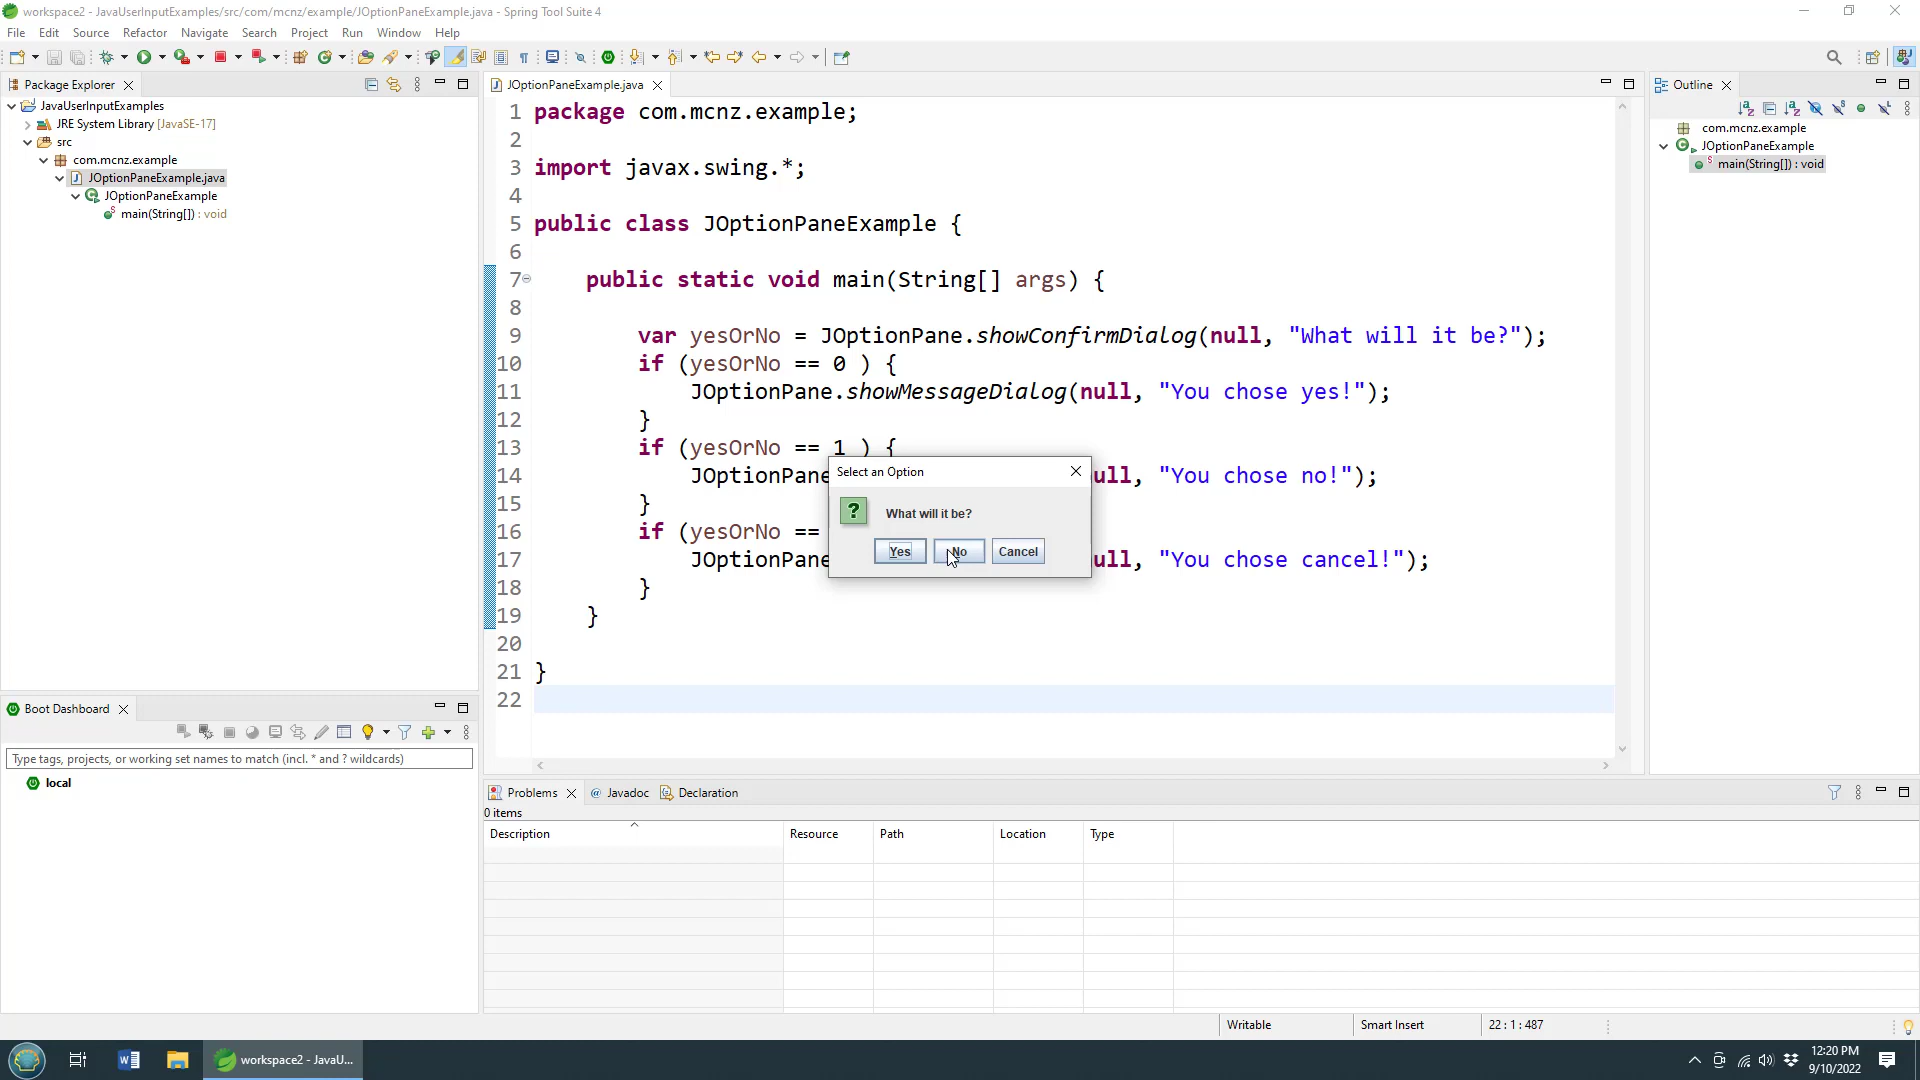 workspace2 - JavaUserInputExamples/src/com/mcnz/example/JOptionPaneExample.java - Spring Tool Suite 4
File Edit Source Refactor Navigate Search Project Run Window Help
Package Explorer
JavaUserInputExamples
JRE System Library [JavaSE-17]
src
com.mcnz.example
JOptionPaneExample.java
JOptionPaneExample
main(String[]) : void
JOptionPaneExample.java
1 package com.mcnz.example;
2
3 import javax.swing.*;
4
5 public class JOptionPaneExample {
6
7 public static void main(String[] args) {
8
9 var yesOrNo = JOptionPane.showConfirmDialog(null, "What will it be?");
10 if (yesOrNo == 0 ) {
11 JOptionPane.showMessageDialog(null, "You chose yes!");
12 }
13 if (yesOrNo == 1 ) {
14 JOptionPane ull, "You chose no!");
15 }
16 if (yesOrNo ==
17 JOptionPane ull, "You chose cancel!");
18 }
19 }
20
21 }
22
Select an Option
What will it be?
Yes No Cancel
Outline
com.mcnz.example
JOptionPaneExample
main(String[]) : void
Boot Dashboard
Type tags, projects, or working set names to match (incl. * and ? wildcards)
local
Problems Javadoc Declaration
0 items
Description Resource Path Location Type
Writable Smart Insert 22 : 1 : 487
workspace2 - JavaU...
12:20 PM
9/10/2022